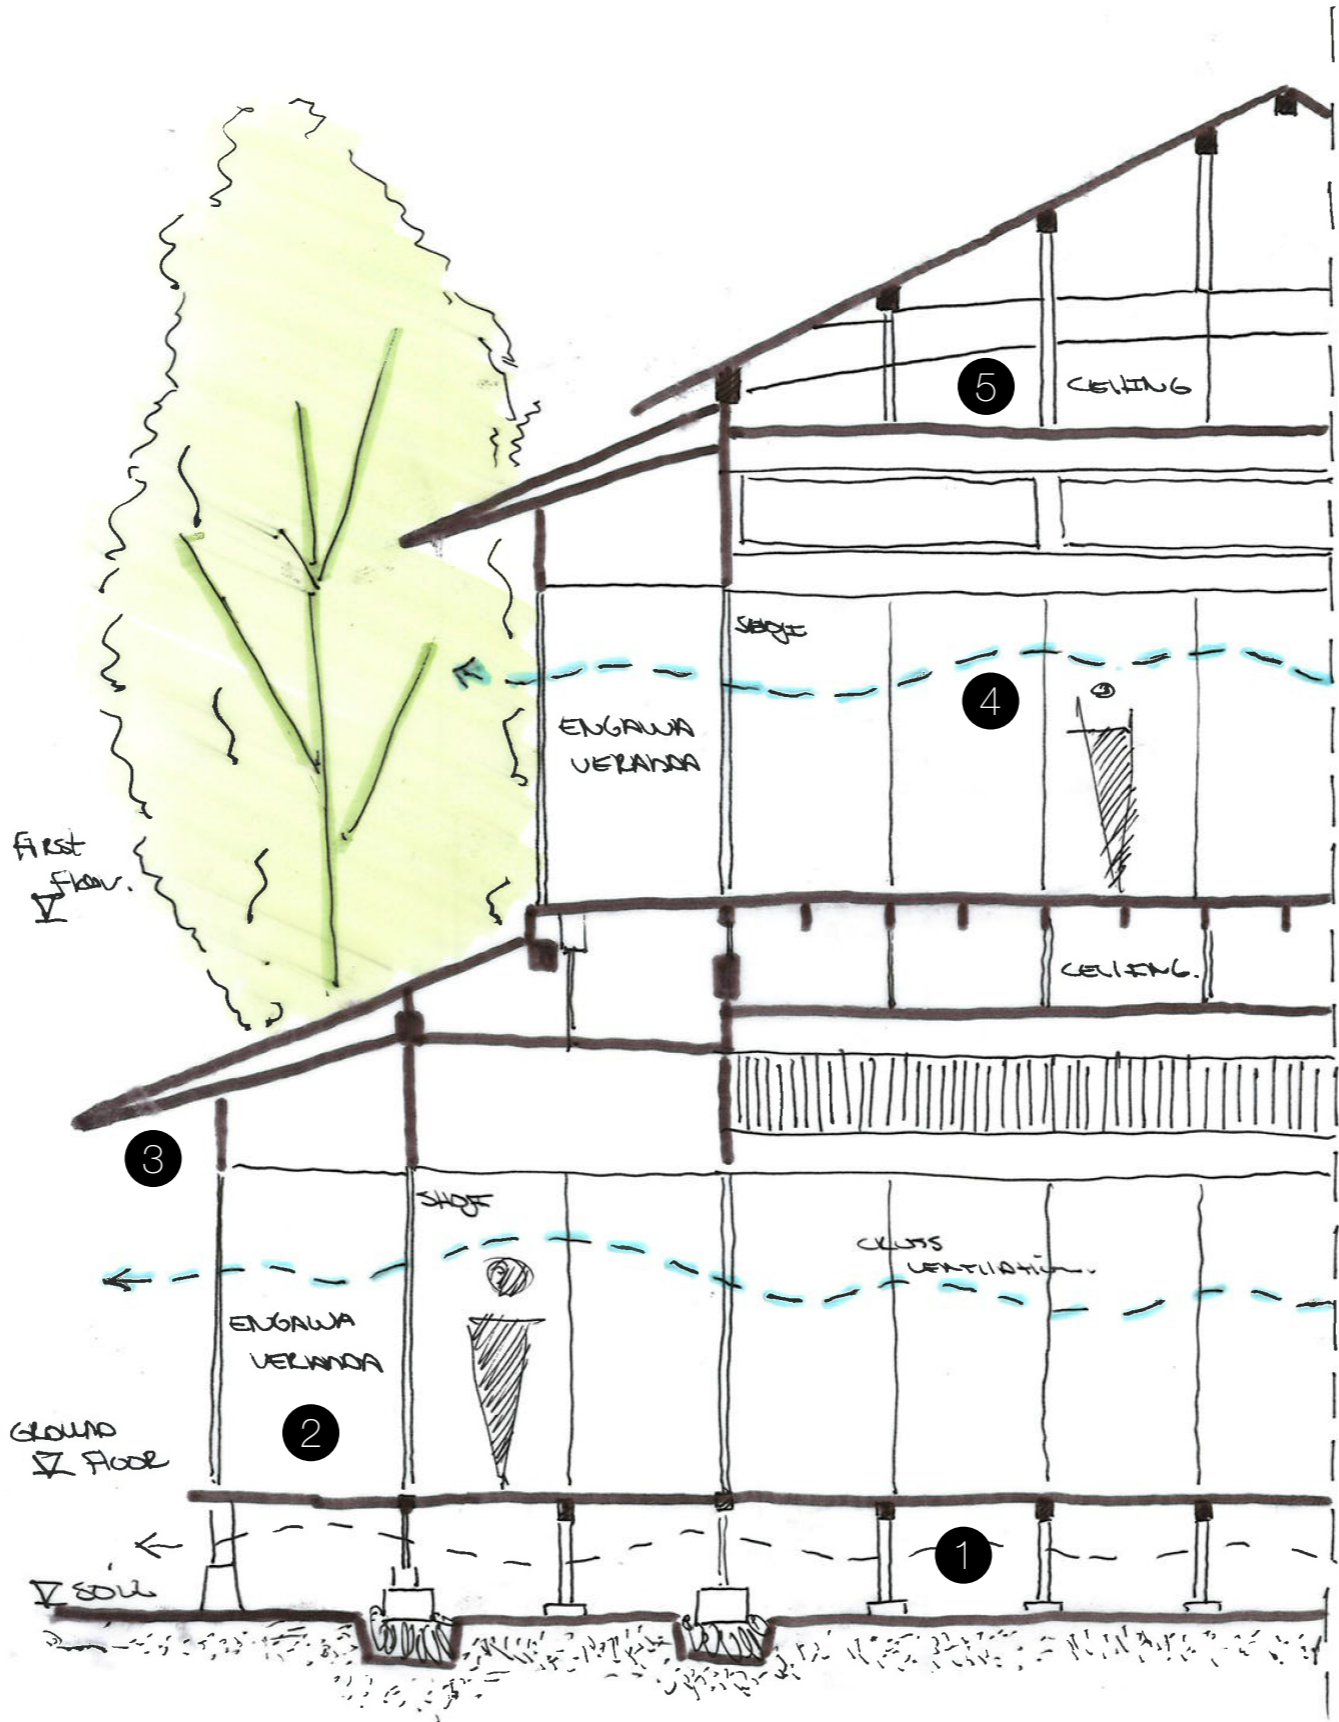 5
CEILING
SHOJI
4
ENGAWA
VERANDA
FIRST
FLOOR.
CEILING.
3
SHOJI
CROSS
VENTILATION.
ENGAWA
VERANDA
2
GROUND
FLOOR
1
SOIL